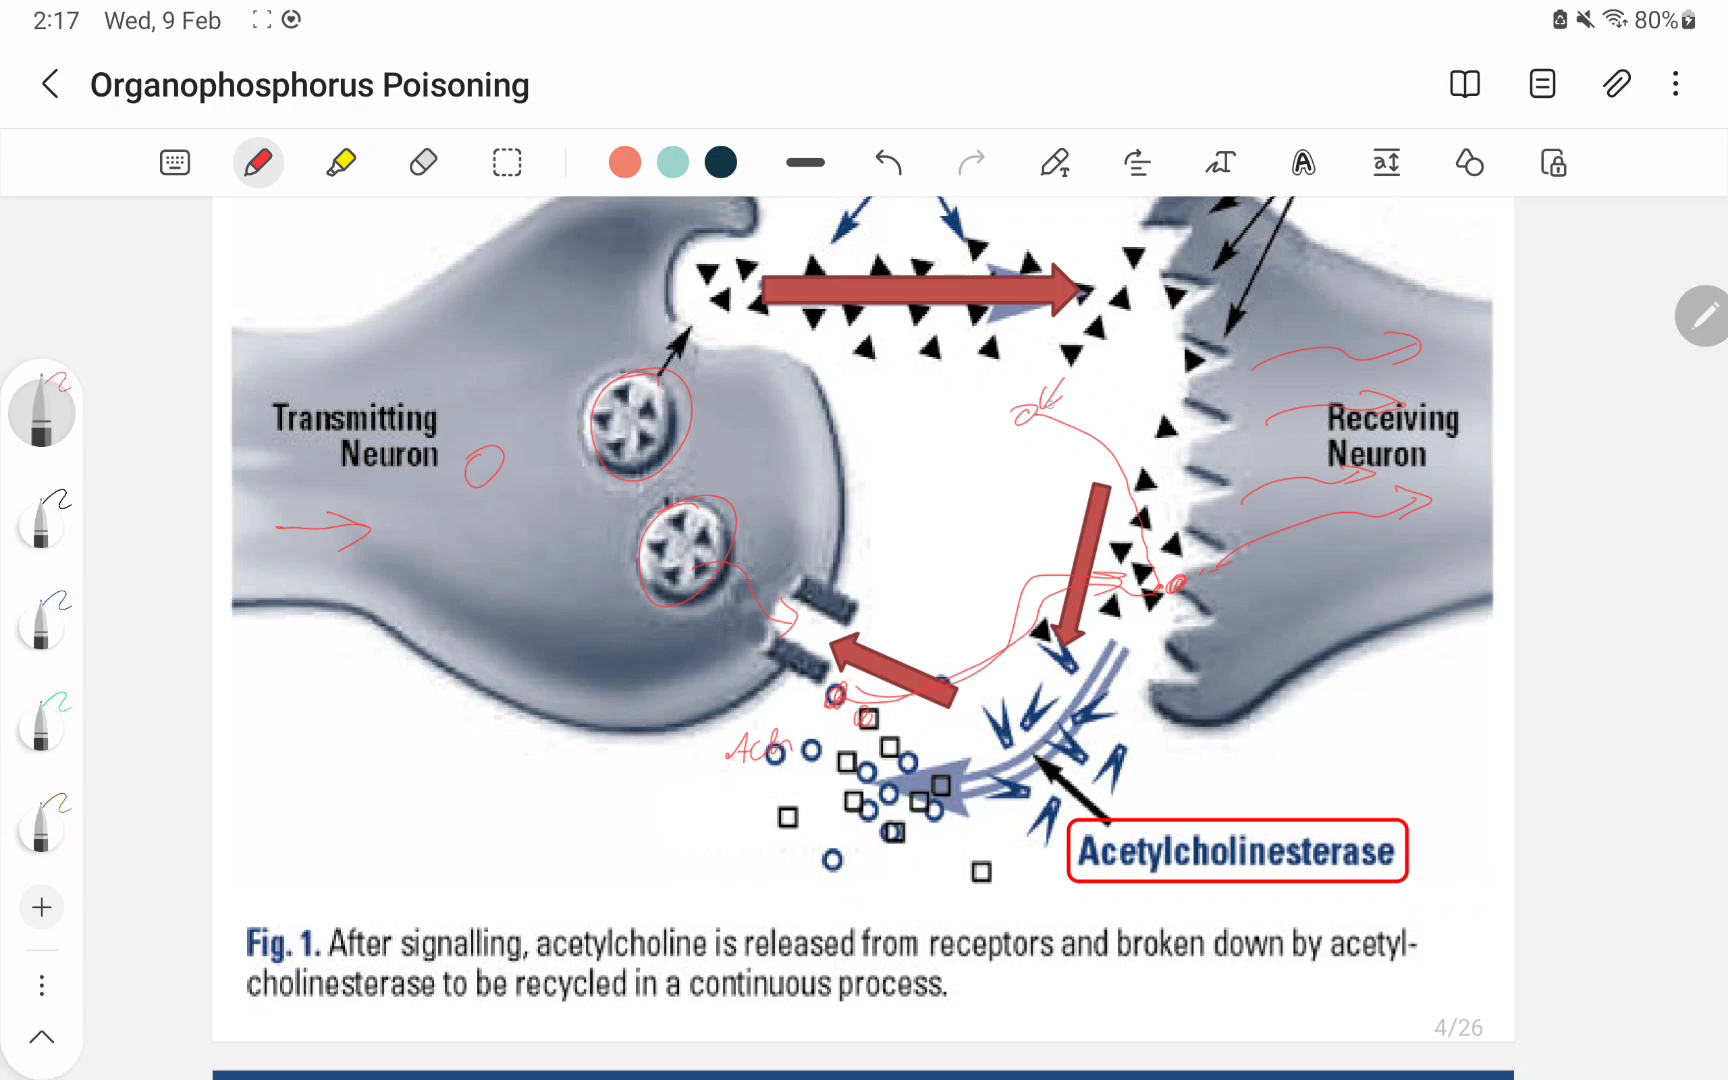 2:17 Wed, 9 Feb 80%
Organophosphorus Poisoning
Transmitting
Neuron
Receiving
Neuron
Acetylcholinesterase
Fig. 1. After signalling, acetylcholine is released from receptors and broken down by acetyl-
cholinesterase to be recycled in a continuous process.
4/26